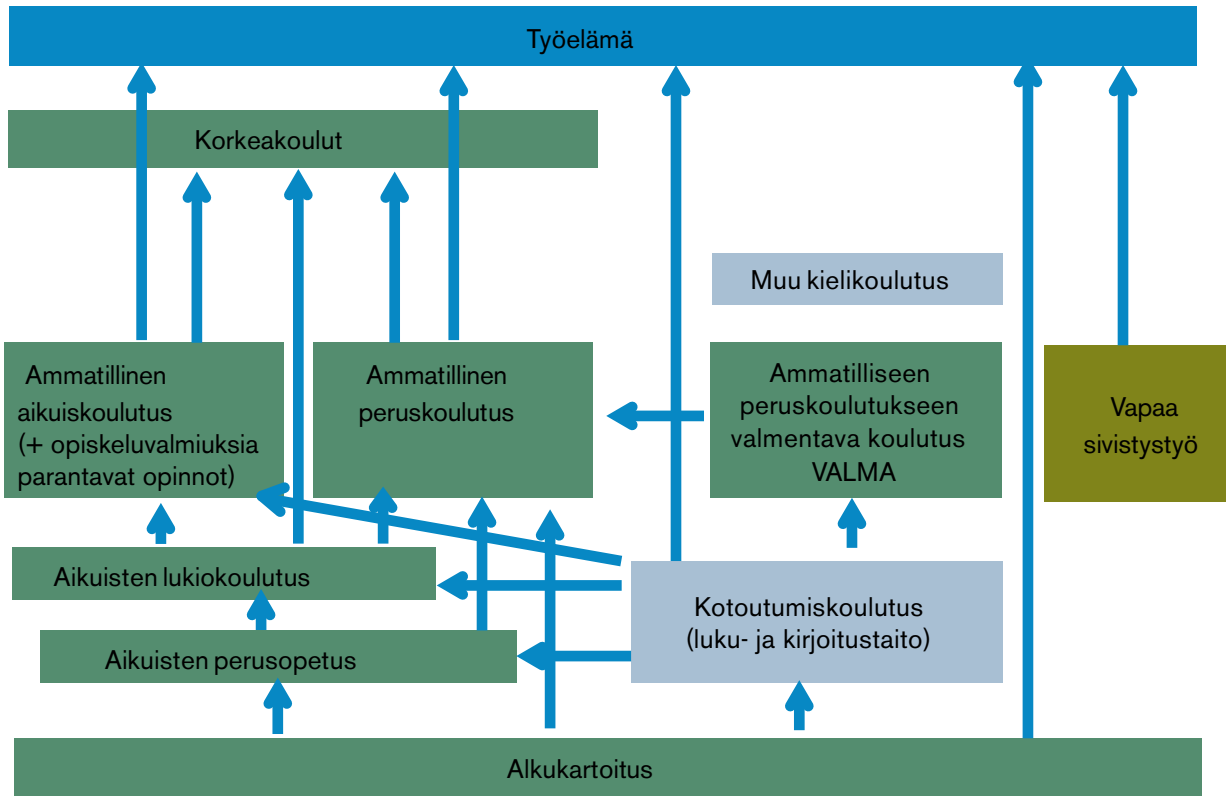 Työelämä
Korkeakoulut
Muu kielikoulutus
Ammatillinen
aikuiskoulutus
(+ opiskeluvalmiuksia
parantavat opinnot)
Ammatillinen
peruskoulutus
Ammatilliseen
peruskoulutukseen
valmentava koulutus
VALMA
Vapaa
sivistystyö
Aikuisten lukiokoulutus
Kotoutumiskoulutus
(luku- ja kirjoitustaito)
Aikuisten perusopetus
Alkukartoitus